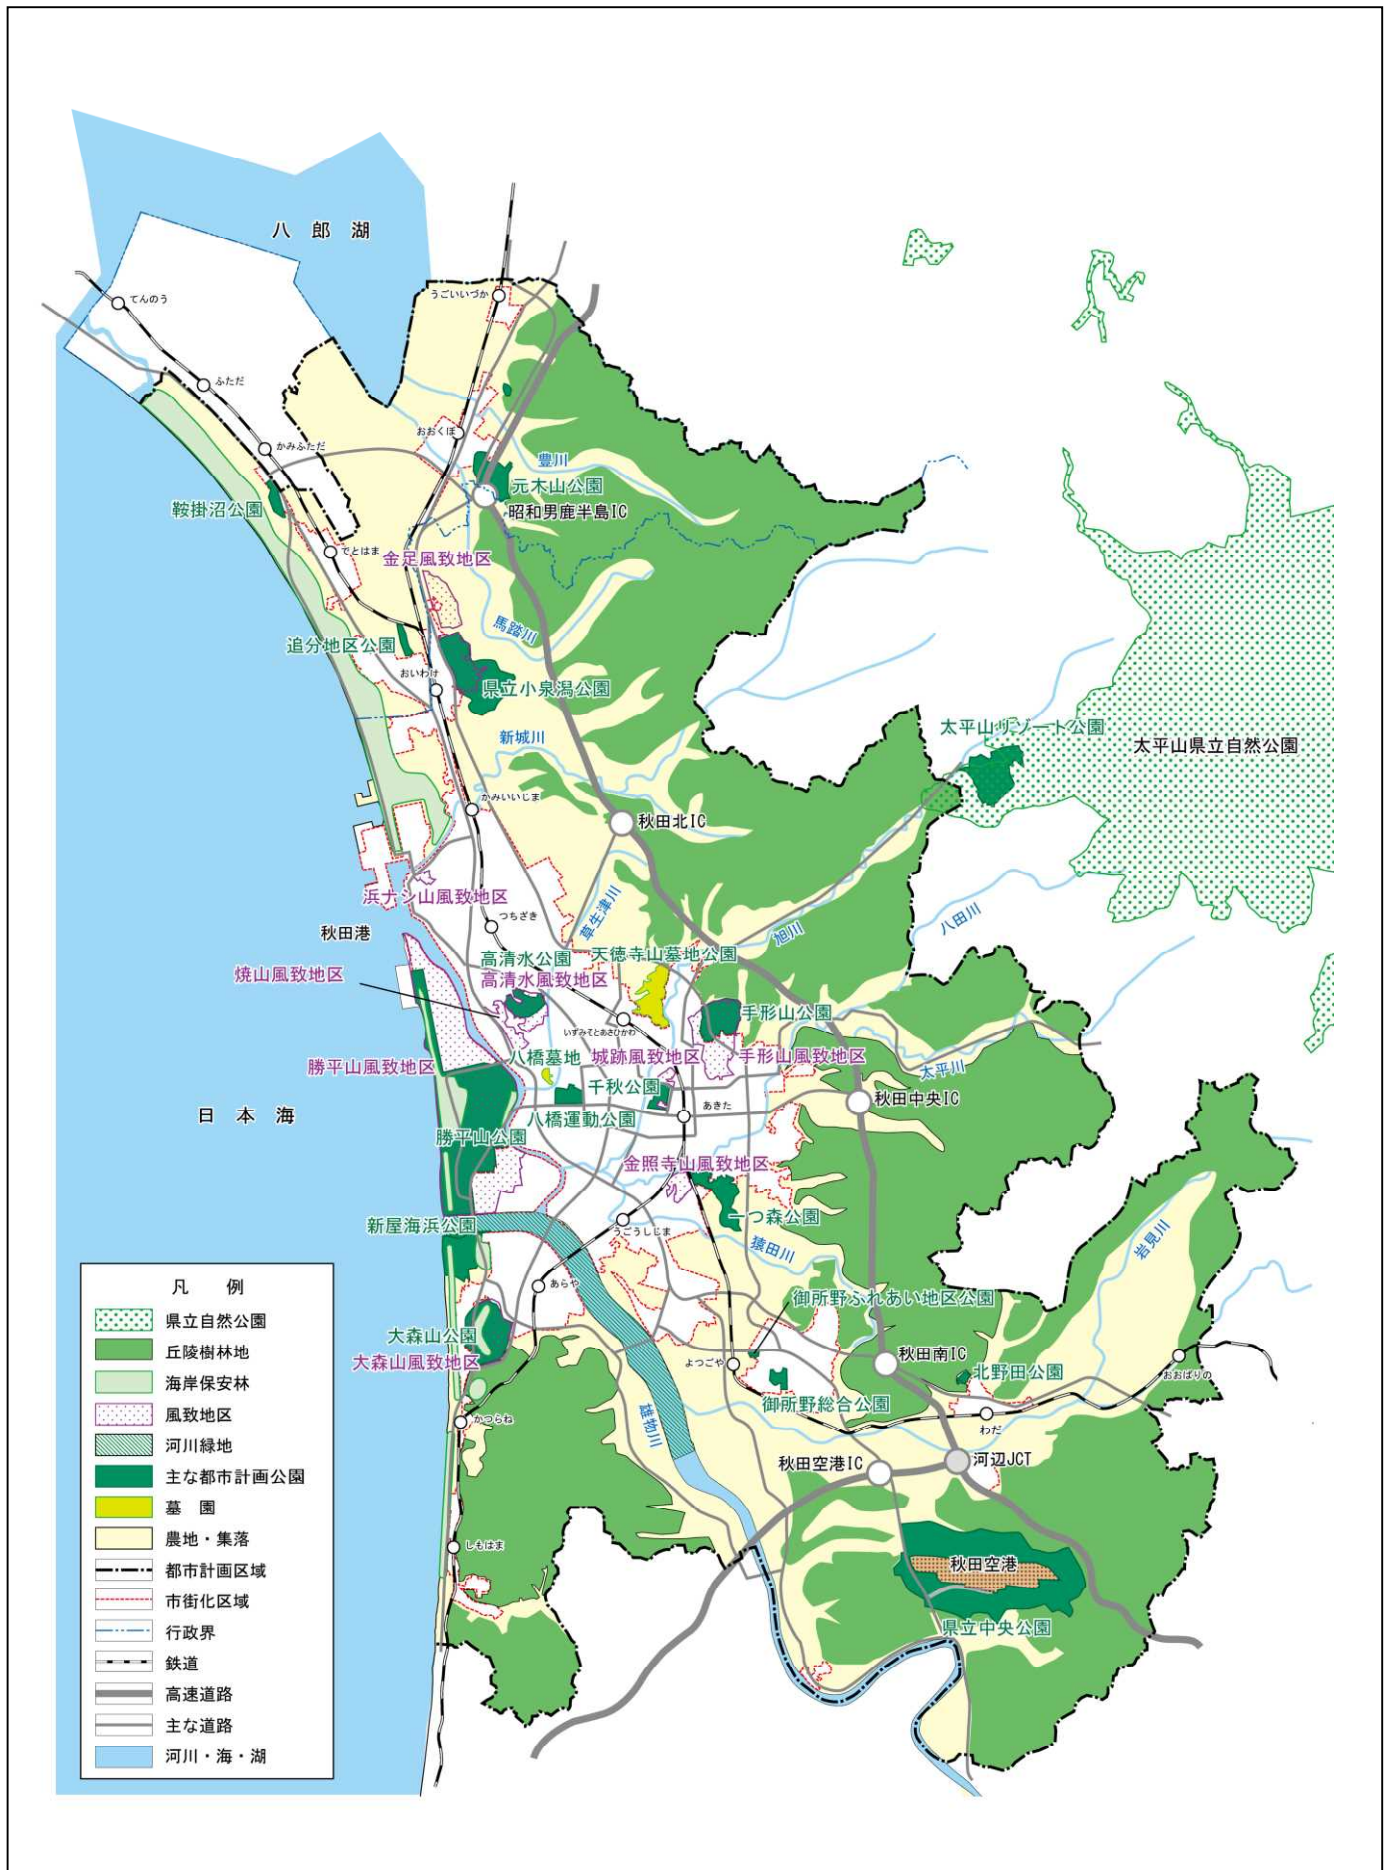 八郎湖
てんのう
うごいいづか
ふただ
おおくぼ
かみふただ
豊川
元木山公園
鞍掛沼公園
昭和男鹿半島IC
でとはま
金足風致地区
馬踏川
追分地区公園
おいわけ
県立小泉潟公園
新城川
太平山リゾート公園
太平山県立自然公園
かみいいじま
秋田北IC
浜ナシ山風致地区
草生津川
つちざき
旭川
八田川
秋田港
高清水公園
天徳寺山墓地公園
焼山風致地区
高清水風致地区
手形山公園
いずみそとあさひかわ
八橋墓地
城跡風致地区
手形山風致地区
勝平山風致地区
太平川
千秋公園
秋田中央IC
日本海
あきた
八橋運動公園
勝平山公園
金照寺山風致地区
一つ森公園
新屋海浜公園
うごうしじま
猿田川
岩見川
あらや
御所野ふれあい地区公園
大森山公園
大森山風致地区
よつごや
秋田南IC
おおばりの
北野田公園
御所野総合公園
かつらね
雄物川
わだ
秋田空港IC
河辺JCT
しもはま
秋田空港
県立中央公園
凡例
県立自然公園
丘陵樹林地
海岸保安林
風致地区
河川緑地
主な都市計画公園
墓園
農地・集落
都市計画区域
市街化区域
行政界
鉄道
高速道路
主な道路
河川・海・湖